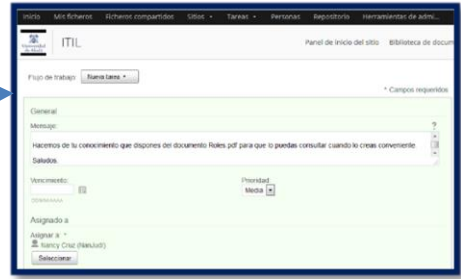 Inicio Mis ficheros Ficheros compartidos Sitios Tareas Personas Repositorio Herramientas de admi...
ITIL Panel de inicio del sitio Biblioteca de docum
Flujo de trabajo: Nueva tarea
* Campos requeridos
General
Mensaje: ?
Hacemos de tu conocimiento que dispones del documento Roles.pdf para que lo puedas consultar cuando lo creas conveniente.
Saludos.
Vencimiento: Prioridad:
Media
Asignado a
Asignar a: *
Nancy Cruz
Seleccionar